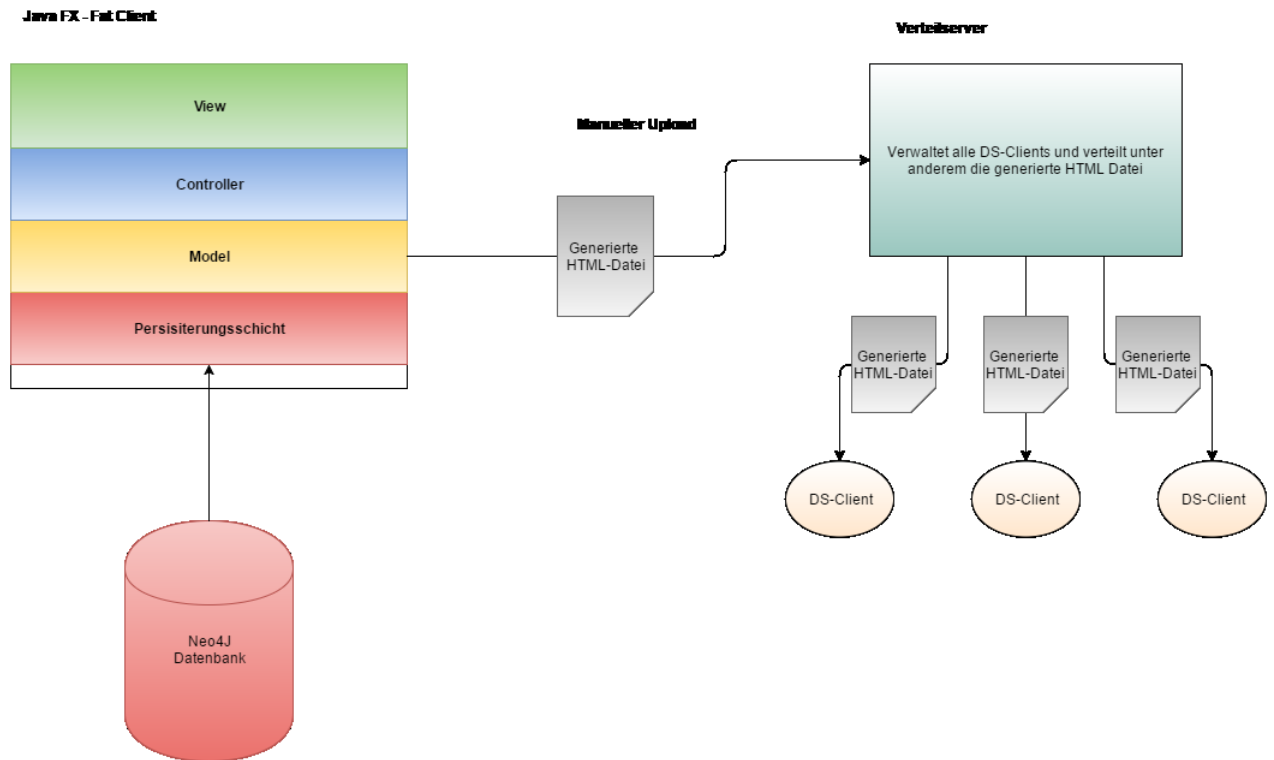 Java FX - Fat Client
View
Controller
Model
Persisiterungsschicht
Neo4J
Datenbank
Manueller Upload
Generierte
HTML-Datei
Verteilserver
Verwaltet alle DS-Clients und verteilt unter
anderem die generierte HTML Datei
Generierte
HTML-Datei
Generierte
HTML-Datei
Generierte
HTML-Datei
DS-Client
DS-Client
DS-Client